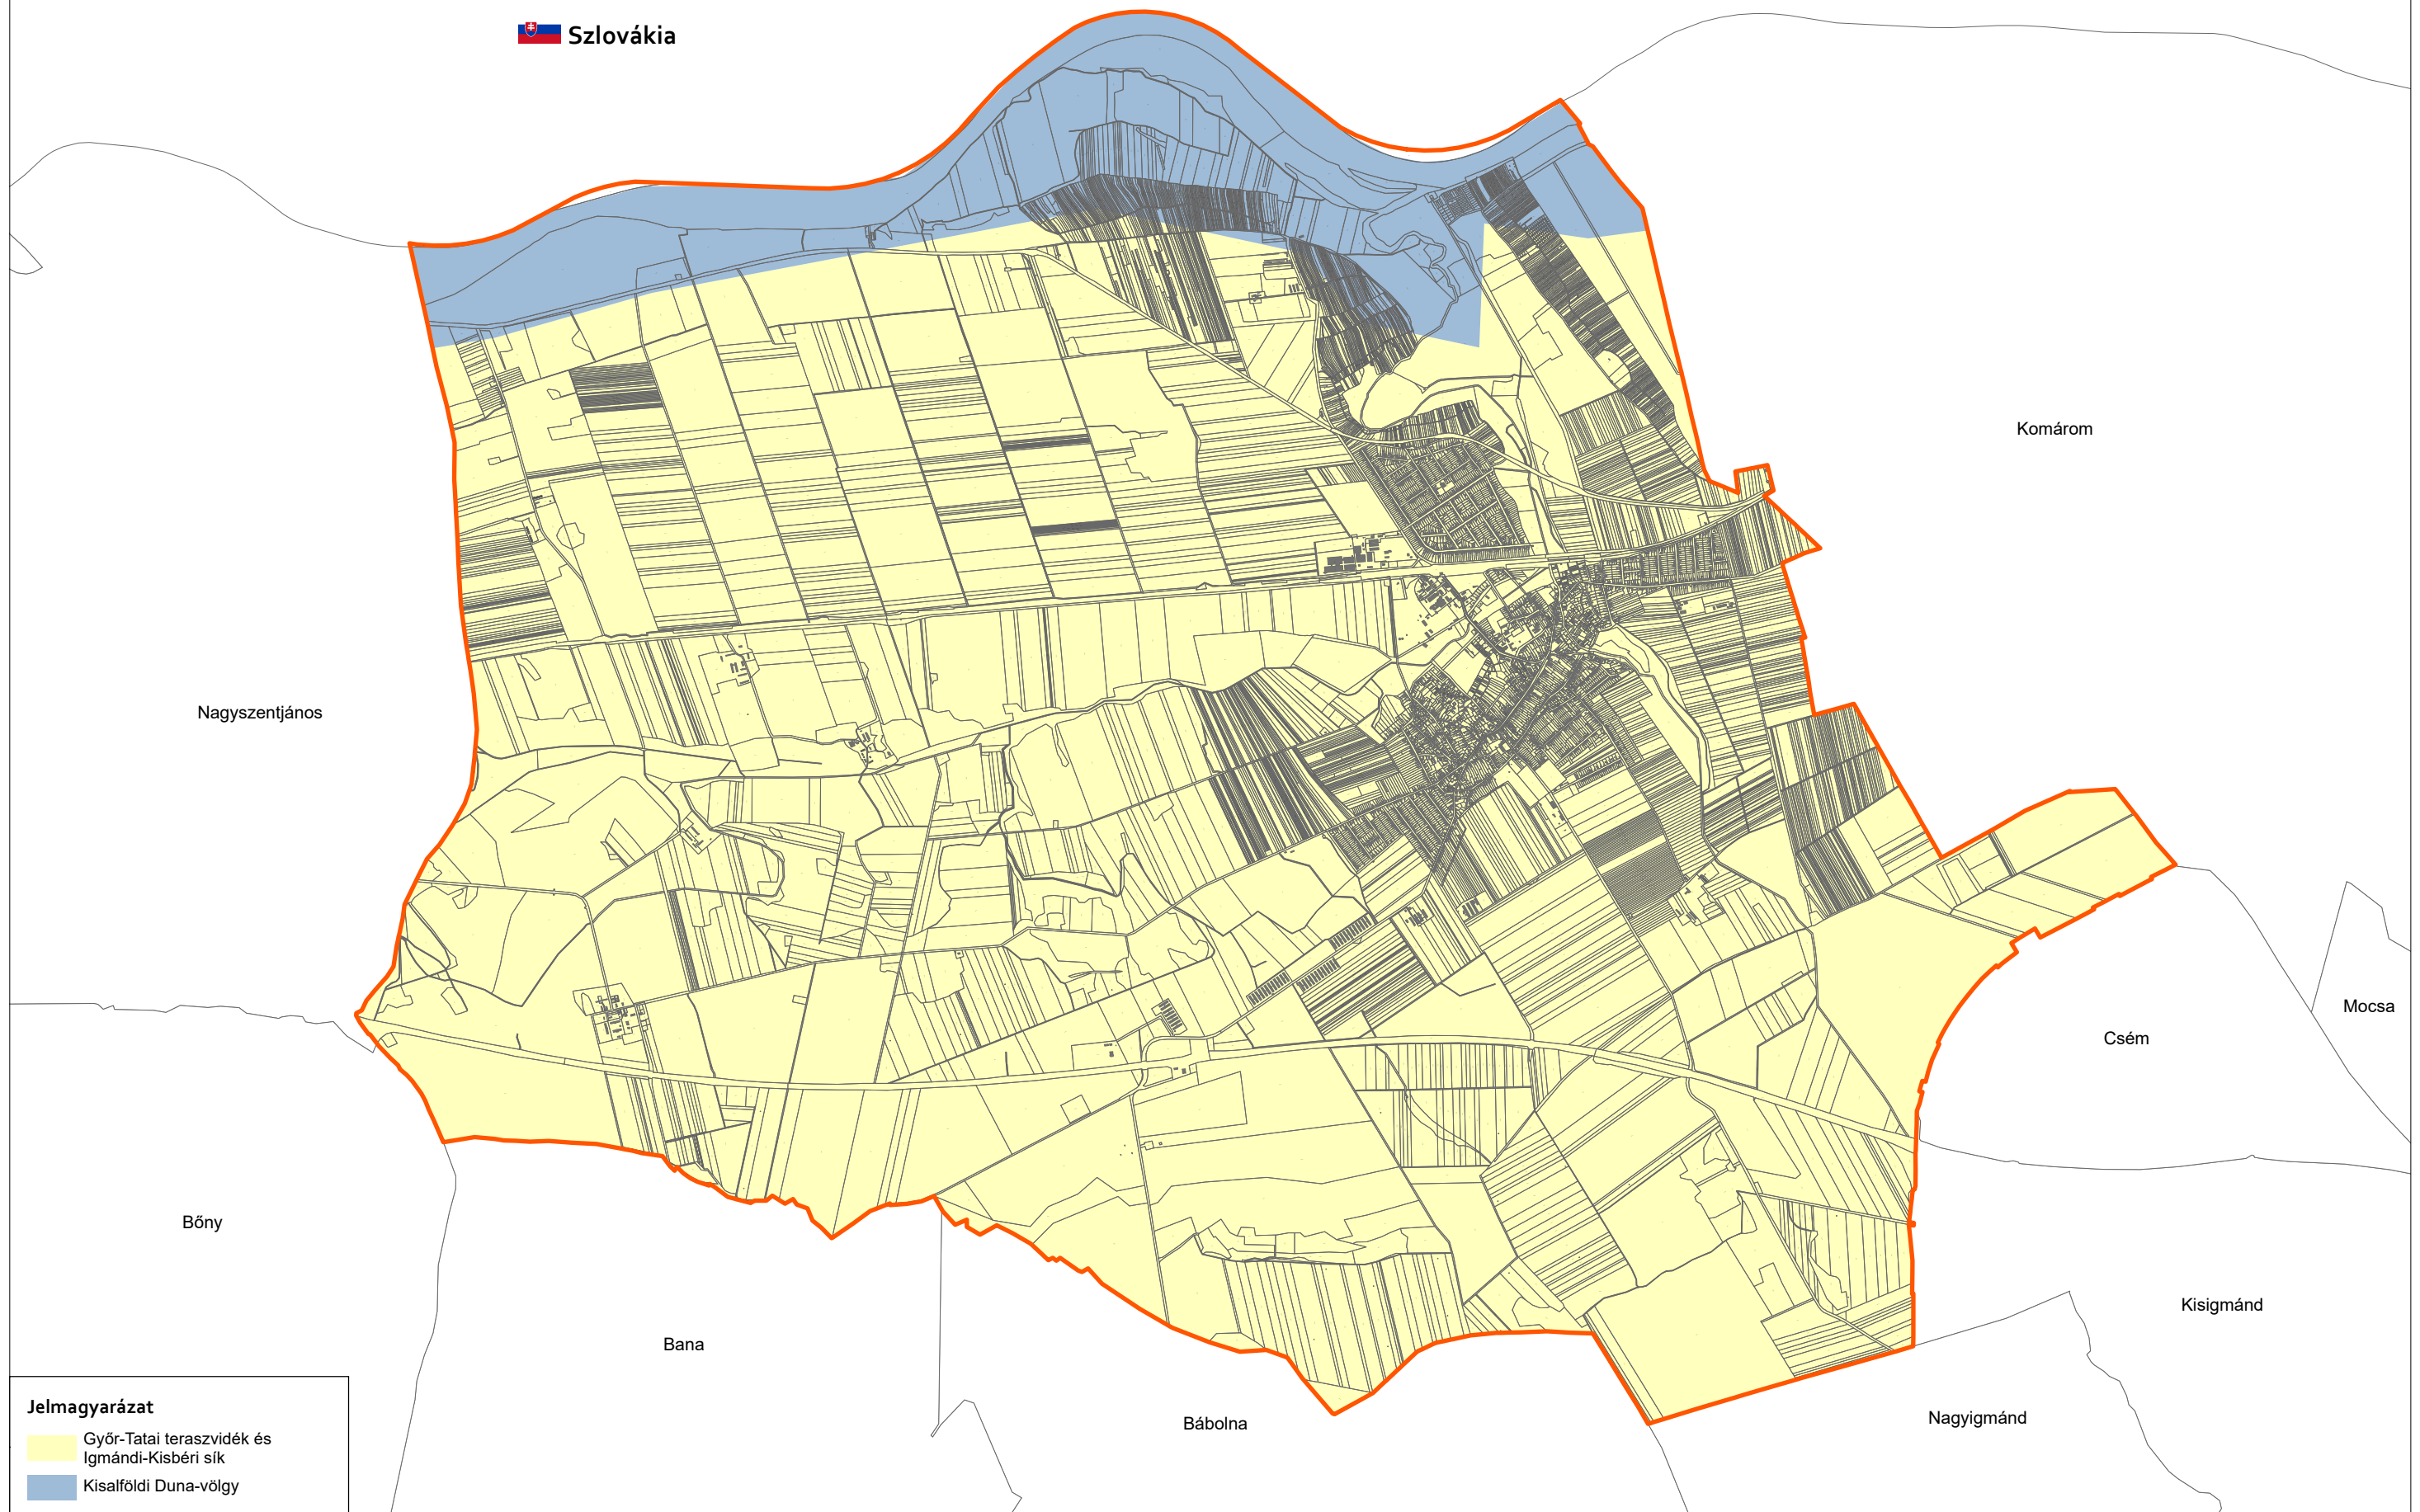 Szlovákia
Komárom
Nagyszentjános
Mocsa
Csém
Bőny
Kisigmánd
Bana
Nagyigmánd
Bábolna
Jelmagyarázat
Győr-Tatai teraszvidék és
Igmándi-Kisbéri sík
Kisalföldi Duna-völgy